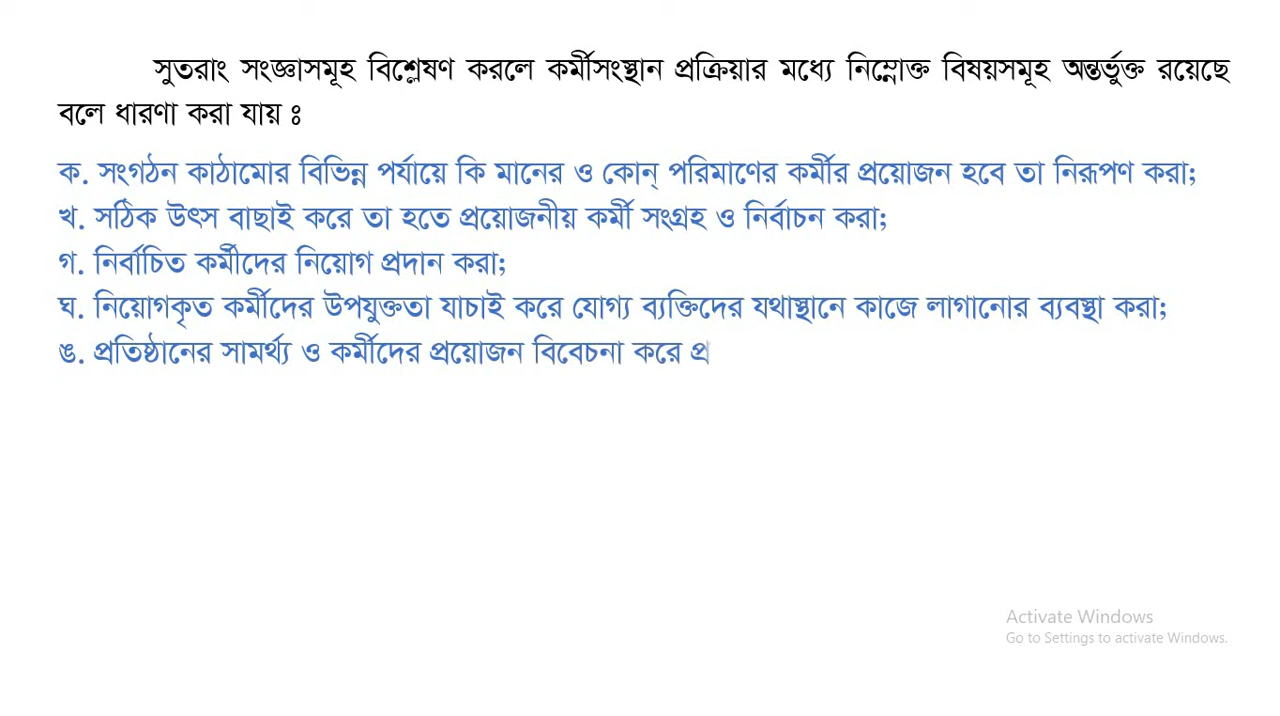 সুতরাং সংজ্ঞাসমূহ বিশ্লেষণ করলে কর্মীসংস্থান প্রক্রিয়ার মধ্যে নিম্নোক্ত বিষয়সমূহ অন্তর্ভুক্ত রয়েছে
বলে ধারণা করা যায় ঃ
ক. সংগঠন কাঠামোর বিভিন্ন পর্যায়ে কি মানের ও কোন্ পরিমাণের কর্মীর প্রয়োজন হবে তা নিরূপণ করা;
খ. সঠিক উৎস বাছাই করে তা হতে প্রয়োজনীয় কর্মী সংগ্রহ ও নির্বাচন করা;
গ. নির্বাচিত কর্মীদের নিয়োগ প্রদান করা;
ঘ. নিয়োগকৃত কর্মীদের উপযুক্ততা যাচাই করে যোগ্য ব্যক্তিদের যথাস্থানে কাজে লাগানোর ব্যবস্থা করা;
ঙ. প্রতিষ্ঠানের সামর্থ্য ও কর্মীদের প্রয়োজন বিবেচনা করে প্র
Activate Windows
Go to Settings to activate Windows.